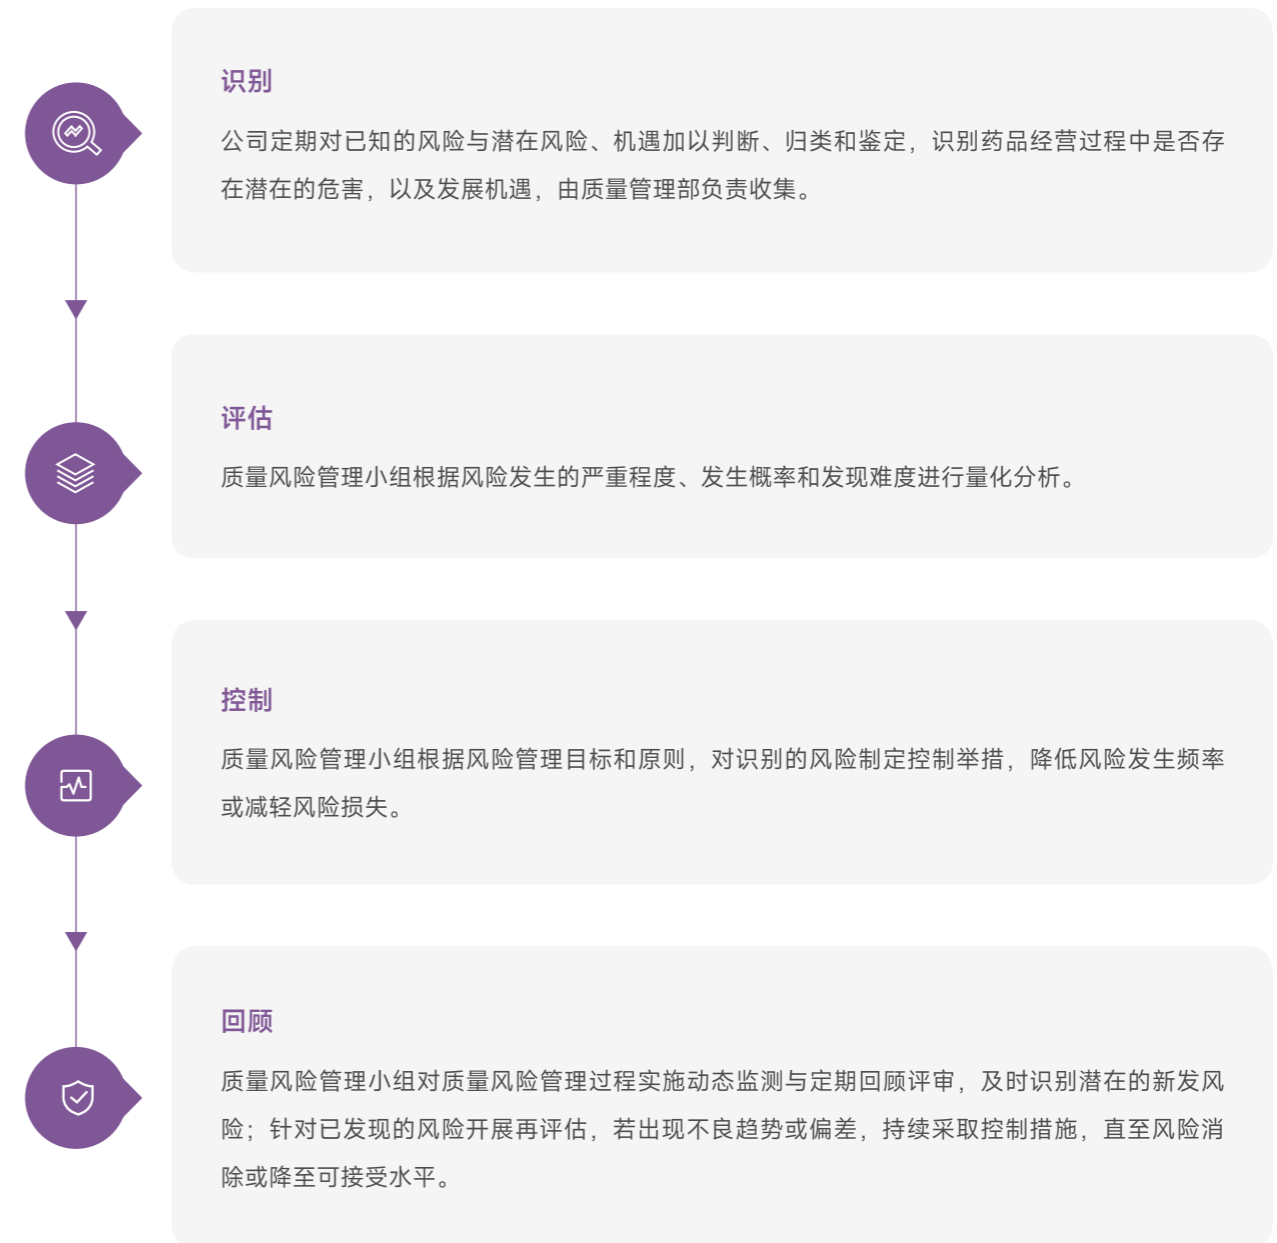 识别
公司定期对已知的风险与潜在风险、机遇加以判断、归类和鉴定，识别药品经营过程中是否存
在潜在的危害，以及发展机遇，由质量管理部负责收集。
评估
质量风险管理小组根据风险发生的严重程度、发生概率和发现难度进行量化分析。
控制
质量风险管理小组根据风险管理目标和原则，对识别的风险制定控制举措，降低风险发生频率
或减轻风险损失。
回顾
质量风险管理小组对质量风险管理过程实施动态监测与定期回顾评审，及时识别潜在的新发风
险；针对已发现的风险开展再评估，若出现不良趋势或偏差，持续采取控制措施，直至风险消
除或降至可接受水平。